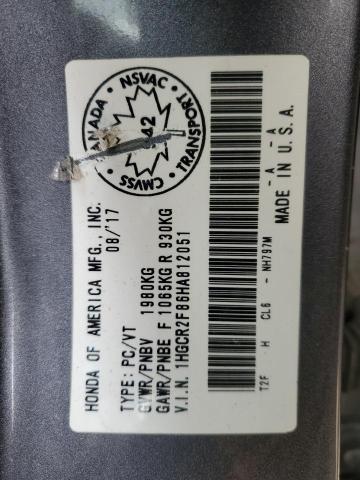 HONDA OF AMERICA MFG., INC.
08/'17
TYPE: PC/VT
GVWR/PNBV 1980KG
GAWR/PNBE F 1065KG R 930KG
V.I.N. 1HGCR2F86HA812051
T2F H CL6 - NH797M - A - A
MADE IN U.S.A.
CANADA NSVAC TRANSPORT CMVSS